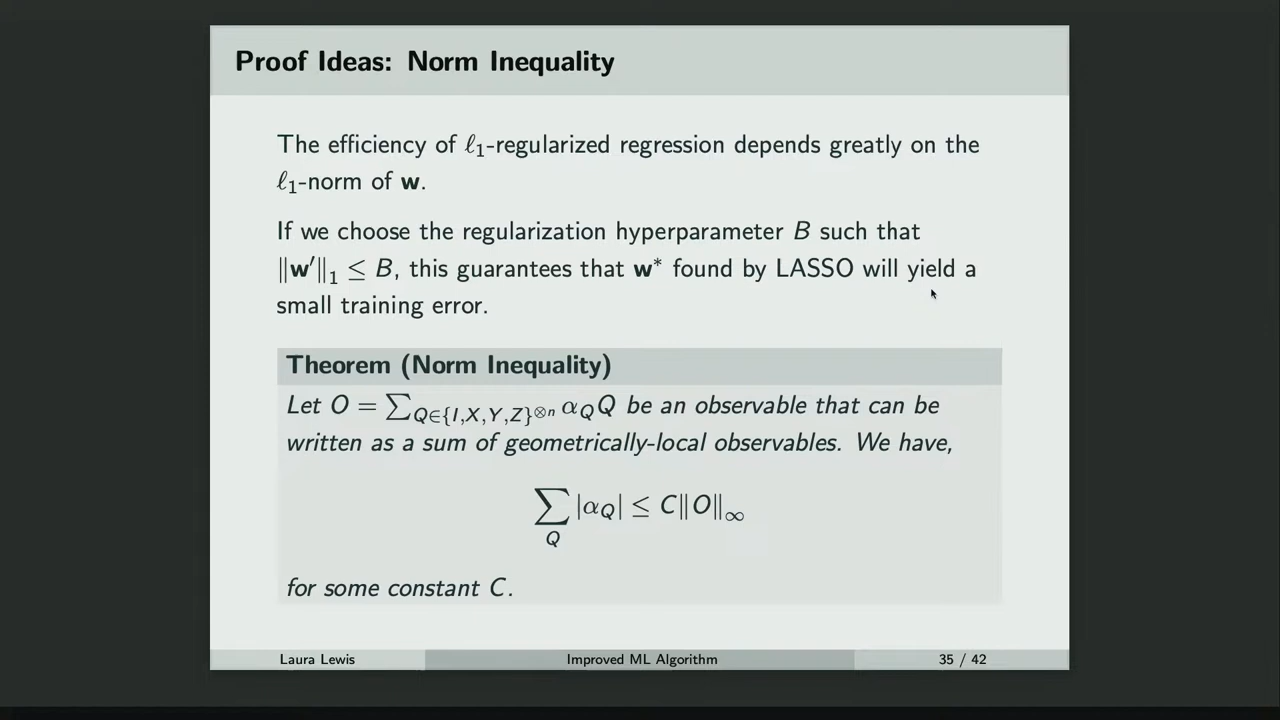 Proof Ideas: Norm Inequality
The efficiency of ℓ₁-regularized regression depends greatly on the
ℓ₁-norm of w.
If we choose the regularization hyperparameter B such that
‖w′‖₁ ≤ B, this guarantees that w* found by LASSO will yield a
small training error.
Theorem (Norm Inequality)
Let O = ∑_{Q∈{I,X,Y,Z}^{⊗n}} α_Q Q be an observable that can be
written as a sum of geometrically-local observables. We have,
∑_Q |α_Q| ≤ C‖O‖_∞
for some constant C.
Laura Lewis Improved ML Algorithm 35 / 42